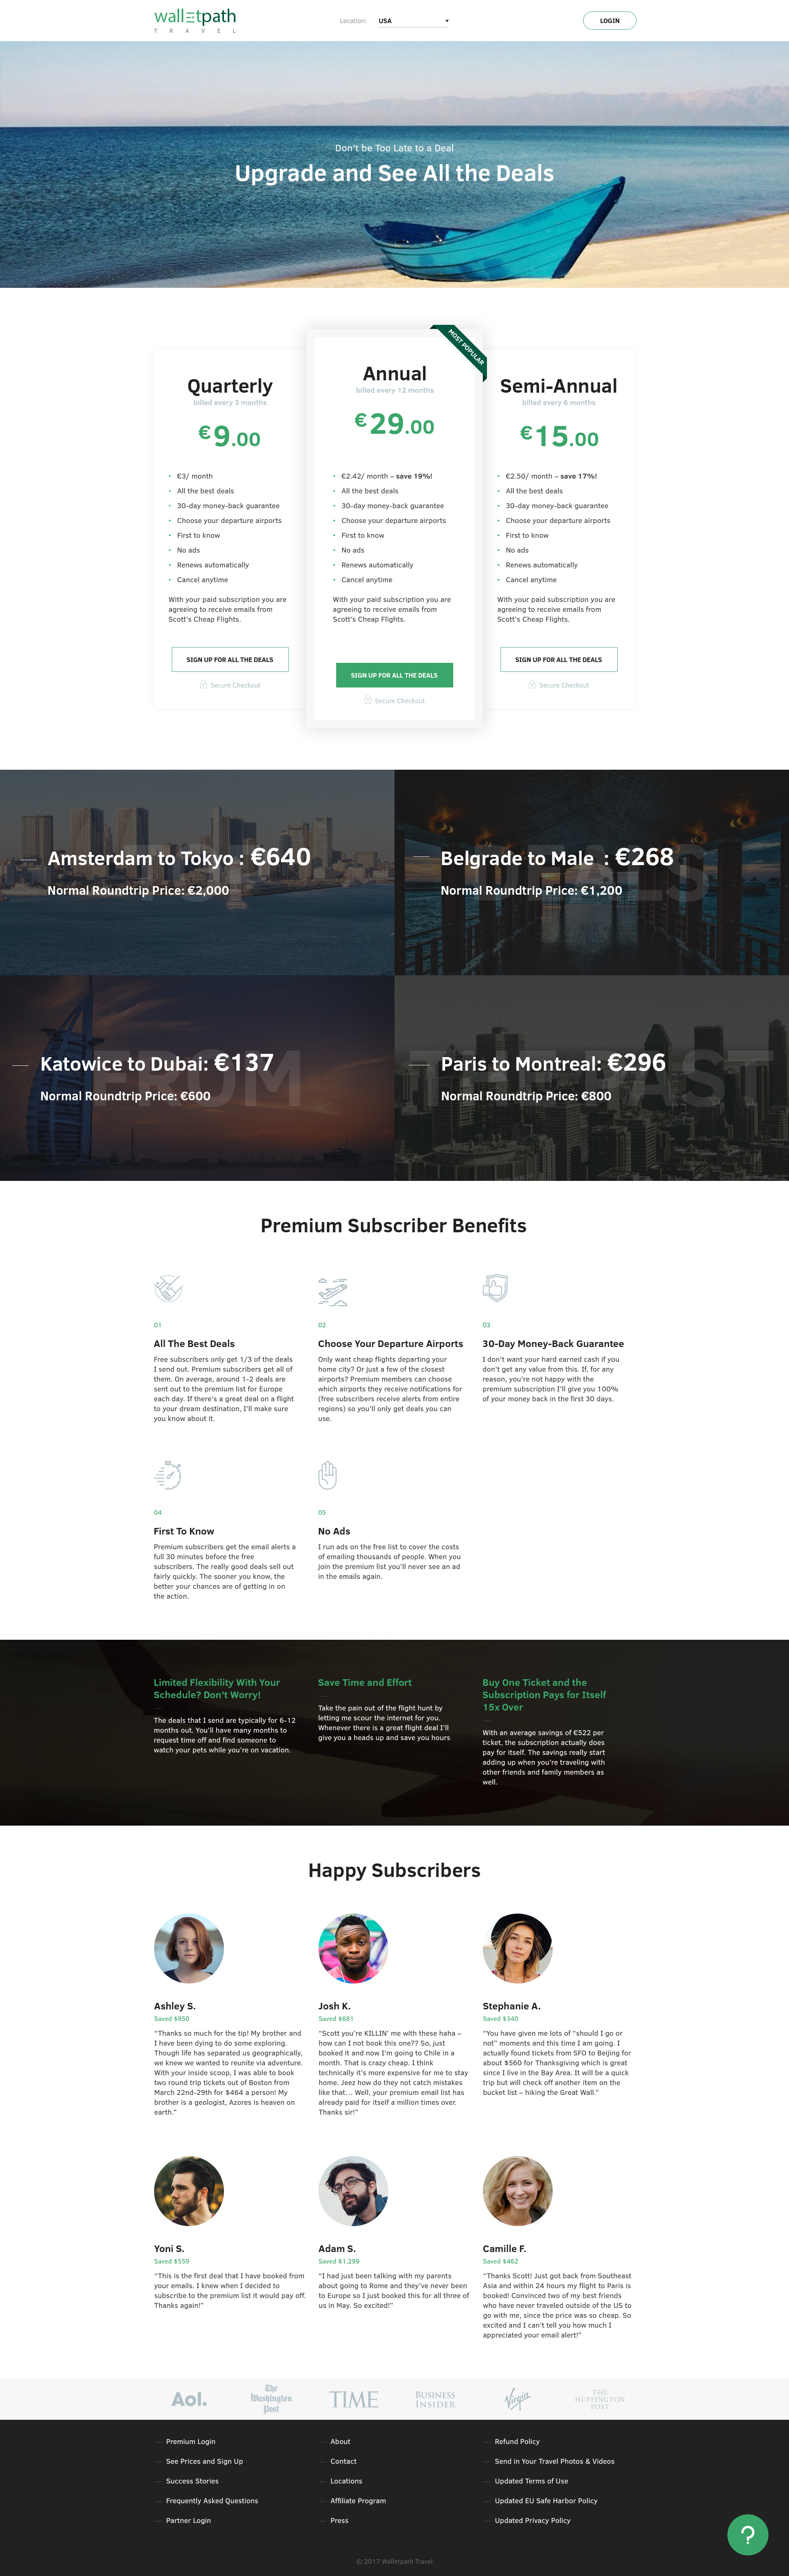 walletpath
TRAVEL
Location:
USA
LOGIN
Don't be Too Late to a Deal
Upgrade and See All the Deals
Quarterly
billed every 3 months
€9.00
• €3/ month
• All the best deals
• 30-day money-back guarantee
• Choose your departure airports
• First to know
• No ads
• Renews automatically
• Cancel anytime
With your paid subscription you are
agreeing to receive emails from
Scott's Cheap Flights.
SIGN UP FOR ALL THE DEALS
Secure Checkout
MOST POPULAR
Annual
billed every 12 months
€29.00
• €2.42/ month – save 19%!
• All the best deals
• 30-day money-back guarantee
• Choose your departure airports
• First to know
• No ads
• Renews automatically
• Cancel anytime
With your paid subscription you are
agreeing to receive emails from
Scott's Cheap Flights.
SIGN UP FOR ALL THE DEALS
Secure Checkout
Semi-Annual
billed every 6 months
€15.00
• €2.50/ month – save 17%!
• All the best deals
• 30-day money-back guarantee
• Choose your departure airports
• First to know
• No ads
• Renews automatically
• Cancel anytime
With your paid subscription you are
agreeing to receive emails from
Scott's Cheap Flights.
SIGN UP FOR ALL THE DEALS
Secure Checkout
Amsterdam to Tokyo : €640
Normal Roundtrip Price: €2,000
Belgrade to Male : €268
Normal Roundtrip Price: €1,200
Katowice to Dubai: €137
Normal Roundtrip Price: €600
FROM
Paris to Montreal: €296
Normal Roundtrip Price: €800
Premium Subscriber Benefits
01
All The Best Deals
Free subscribers only get 1/3 of the deals
I send out. Premium subscribers get all of
them. On average, around 1-2 deals are
sent out to the premium list for Europe
each day. If there's a great deal on a flight
to your dream destination, I'll make sure
you know about it.
02
Choose Your Departure Airports
Only want cheap flights departing your
home city? Or just a few of the closest
airports? Premium members can choose
which airports they receive notifications for
(free subscribers receive alerts from entire
regions) so you'll only get deals you can
use.
03
30-Day Money-Back Guarantee
I don't want your hard earned cash if you
don't get any value from this. If, for any
reason, you're not happy with the
premium subscription I'll give you 100%
of your money back in the first 30 days.
04
First To Know
Premium subscribers get the email alerts a
full 30 minutes before the free
subscribers. The really good deals sell out
fairly quickly. The sooner you know, the
better your chances are of getting in on
the action.
05
No Ads
I run ads on the free list to cover the costs
of emailing thousands of people. When you
join the premium list you'll never see an ad
in the emails again.
Limited Flexibility With Your
Schedule? Don't Worry!
The deals that I send are typically for 6-12
months out. You'll have many months to
request time off and find someone to
watch your pets while you're on vacation.
Save Time and Effort
Take the pain out of the flight hunt by
letting me scour the internet for you.
Whenever there is a great flight deal I'll
give you a heads up and save you hours
Buy One Ticket and the
Subscription Pays for Itself
15x Over
With an average savings of €522 per
ticket, the subscription actually does
pay for itself. The savings really start
adding up when you're traveling with
other friends and family members as
well.
Happy Subscribers
Ashley S.
Saved $850
"Thanks so much for the tip! My brother and
I have been dying to do some exploring.
Though life has separated us geographically,
we knew we wanted to reunite via adventure.
With your inside scoop, I was able to book
two round trip tickets out of Boston from
March 22nd-29th for $464 a person! My
brother is a geologist, Azores is heaven on
earth."
Josh K.
Saved $681
"Scott you're KILLIN' me with these haha –
how can I not book this one?? So, just
booked it and now I'm going to Chile in a
month. That is crazy cheap. I think
technically it's more expensive for me to stay
home. Jeez how do they not catch mistakes
like that... Well, your premium email list has
already paid for itself a million times over.
Thanks sir!"
Stephanie A.
Saved $340
"You have given me lots of "should I go or
not" moments and this time I am going. I
actually found tickets from SFO to Beijing for
about $560 for Thanksgiving which is great
since I live in the Bay Area. It will be a quick
trip but will check off another item on the
bucket list – hiking the Great Wall."
Yoni S.
Saved $559
"This is the first deal that I have booked from
your emails. I knew when I decided to
subscribe to the premium list it would pay off.
Thanks again!"
Adam S.
Saved $1,299
"I had just been talking with my parents
about going to Rome and they've never been
to Europe so I just booked this for all three of
us in May. So excited!"
Camille F.
Saved $462
"Thanks Scott! Just got back from Southeast
Asia and within 24 hours my flight to Paris is
booked! Convinced two of my best friends
who have never traveled outside of the US to
go with me, since the price was so cheap. So
excited and I can't tell you how much I
appreciated your email alert!"
Aol.
The
Washington
Post
TIME
BUSINESS
INSIDER
Virgin
THE
HUFFINGTON
POST
Premium Login
See Prices and Sign Up
Success Stories
Frequently Asked Questions
Partner Login
About
Contact
Locations
Affiliate Program
Press
Refund Policy
Send in Your Travel Photos & Videos
Updated Terms of Use
Updated EU Safe Harbor Policy
Updated Privacy Policy
?
© 2017 Walletpath Travel